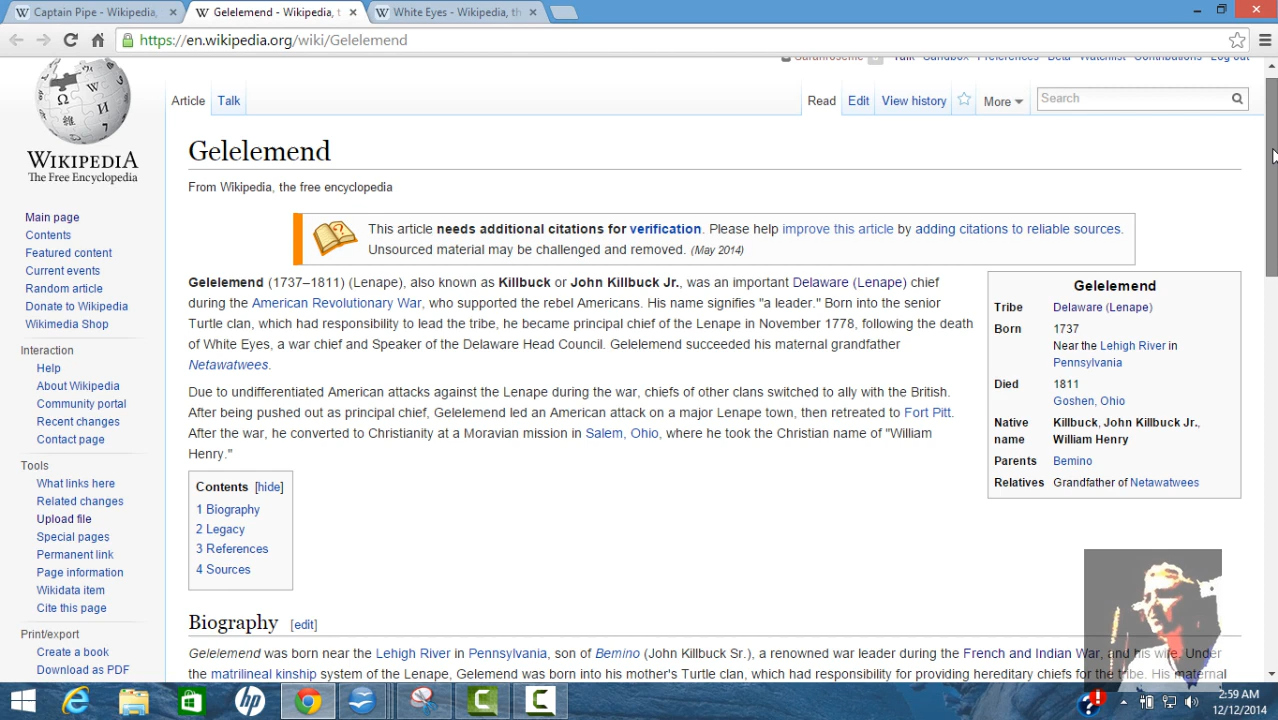 Captain Pipe - Wikipedia,
Gelelemend - Wikipedia, t
White Eyes - Wikipedia, th
https://en.wikipedia.org/wiki/Gelelemend
Talk Sandbox Preferences Beta Watchlist Contributions Log out
Article Talk Read Edit View history More Search
WIKIPEDIA
The Free Encyclopedia
Main page
Contents
Featured content
Current events
Random article
Donate to Wikipedia
Wikimedia Shop
Interaction
Help
About Wikipedia
Community portal
Recent changes
Contact page
Tools
What links here
Related changes
Upload file
Special pages
Permanent link
Page information
Wikidata item
Cite this page
Print/export
Create a book
Download as PDF
Gelelemend
From Wikipedia, the free encyclopedia
This article needs additional citations for verification. Please help improve this article by adding citations to reliable sources.
Unsourced material may be challenged and removed. (May 2014)
Gelelemend (1737–1811) (Lenape), also known as Killbuck or John Killbuck Jr., was an important Delaware (Lenape) chief
during the American Revolutionary War, who supported the rebel Americans. His name signifies "a leader." Born into the senior
Turtle clan, which had responsibility to lead the tribe, he became principal chief of the Lenape in November 1778, following the death
of White Eyes, a war chief and Speaker of the Delaware Head Council. Gelelemend succeeded his maternal grandfather
Netawatwees.
Due to undifferentiated American attacks against the Lenape during the war, chiefs of other clans switched to ally with the British.
After being pushed out as principal chief, Gelelemend led an American attack on a major Lenape town, then retreated to Fort Pitt.
After the war, he converted to Christianity at a Moravian mission in Salem, Ohio, where he took the Christian name of "William
Henry."
Gelelemend
Tribe Delaware (Lenape)
Born 1737
Near the Lehigh River in
Pennsylvania
Died 1811
Goshen, Ohio
Native name Killbuck, John Killbuck Jr.,
William Henry
Parents Bemino
Relatives Grandfather of Netawatwees
Contents [hide]
1 Biography
2 Legacy
3 References
4 Sources
Biography [edit]
Gelelemend was born near the Lehigh River in Pennsylvania, son of Bemino (John Killbuck Sr.), a renowned war leader during the French and Indian War, and his wife. Under
the matrilineal kinship system of the Lenape, Gelelemend was born into his mother's Turtle clan, which had responsibility for providing hereditary chiefs for the tribe. His maternal
2:59 AM
12/12/2014